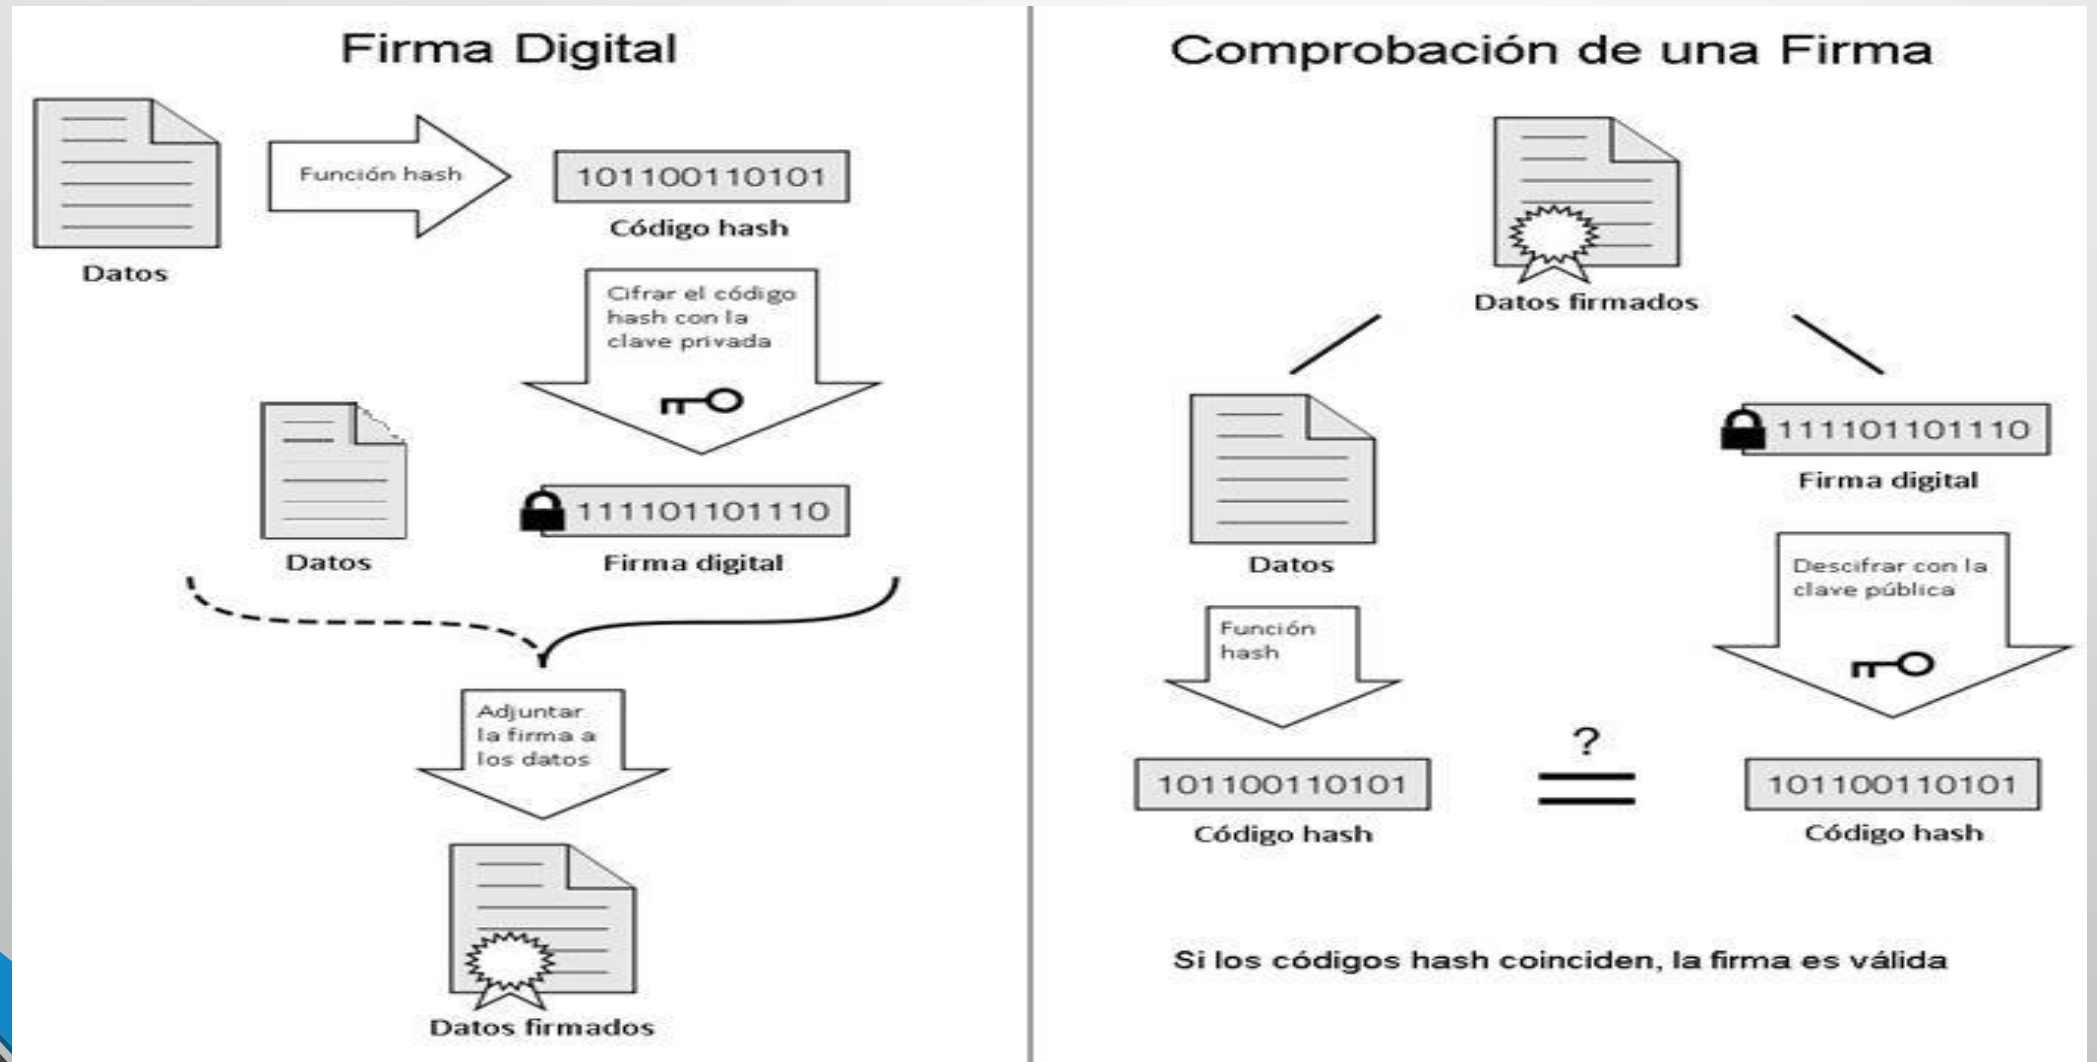 Firma Digital
Función hash
101100110101
Código hash
Datos
Cifrar el código
hash con la
clave privada
111101101110
Datos
Firma digital
Adjuntar
la firma a
los datos
Datos firmados
Comprobación de una Firma
Datos firmados
111101101110
Firma digital
Datos
Descifrar con la
clave pública
Función
hash
?
101100110101
101100110101
Código hash
Código hash
Si los códigos hash coinciden, la firma es válida